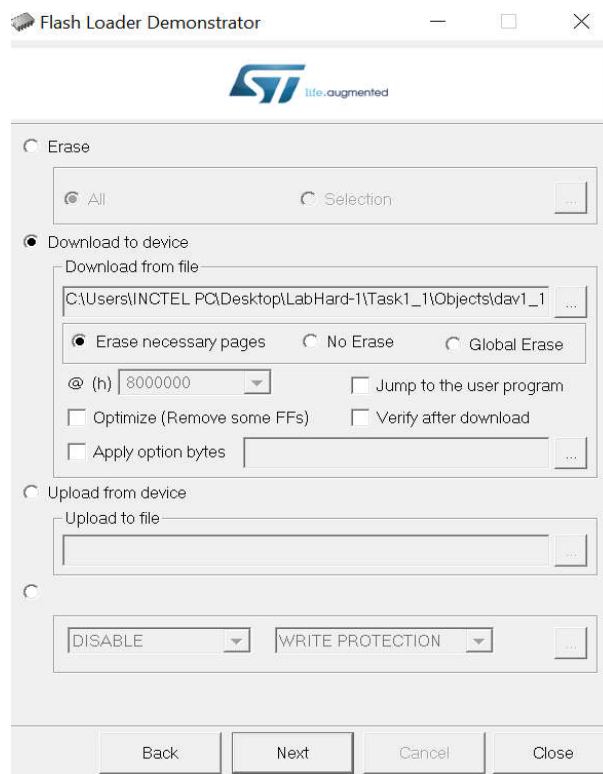 Flash Loader Demonstrator
ST life.augmented
Erase
All Selection ...
Download to device
Download from file
C:\Users\INCTEL PC\Desktop\LabHard-1\Task1_1\Objects\dav1_1 ...
Erase necessary pages No Erase Global Erase
@ (h) 8000000 Jump to the user program
Optimize (Remove some FFs) Verify after download
Apply option bytes ...
Upload from device
Upload to file
...
DISABLE WRITE PROTECTION ...
Back Next Cancel Close